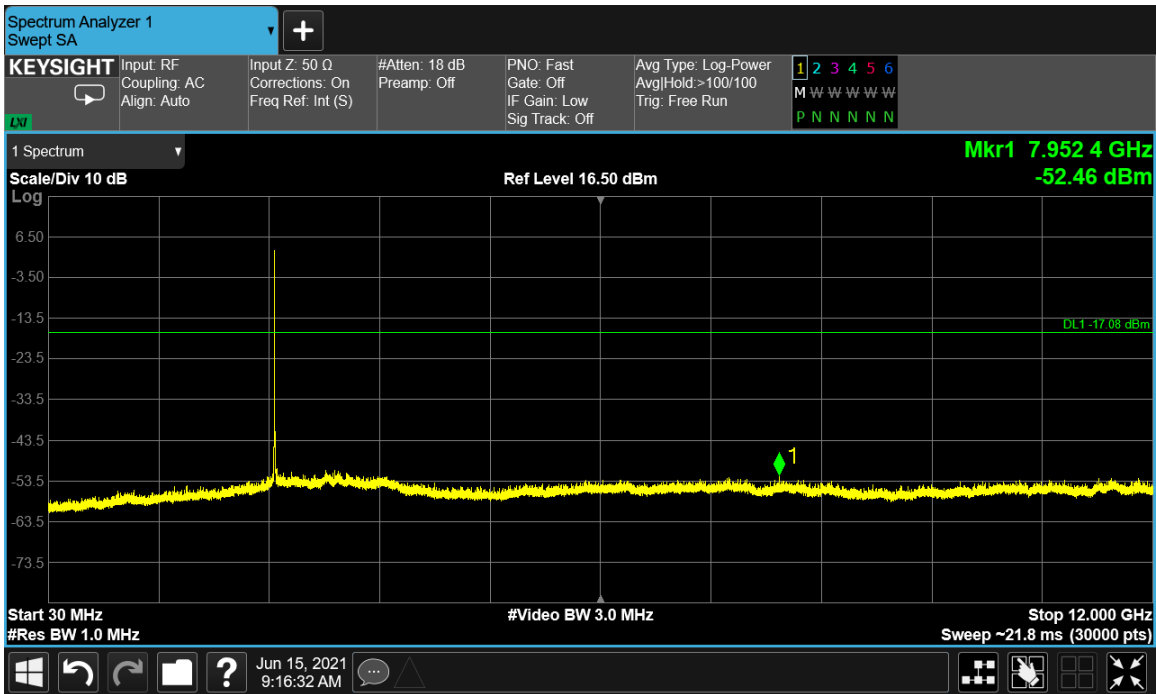 Spectrum Analyzer 1
Swept SA
KEYSIGHT
LXI
Input: RF
Coupling: AC
Align: Auto
Input Z: 50 Ω
Corrections: On
Freq Ref: Int (S)
#Atten: 18 dB
Preamp: Off
PNO: Fast
Gate: Off
IF Gain: Low
Sig Track: Off
Avg Type: Log-Power
Avg|Hold:>100/100
Trig: Free Run
1 2 3 4 5 6
M W W W W W
P N N N N N
1 Spectrum
Mkr1 7.952 4 GHz
-52.46 dBm
Scale/Div 10 dB
Ref Level 16.50 dBm
Log
6.50
-3.50
-13.5
DL1 -17.08 dBm
-23.5
-33.5
-43.5
1
-53.5
-63.5
-73.5
Start 30 MHz
#Video BW 3.0 MHz
Stop 12.000 GHz
#Res BW 1.0 MHz
Sweep ~21.8 ms (30000 pts)
?
Jun 15, 2021
9:16:32 AM